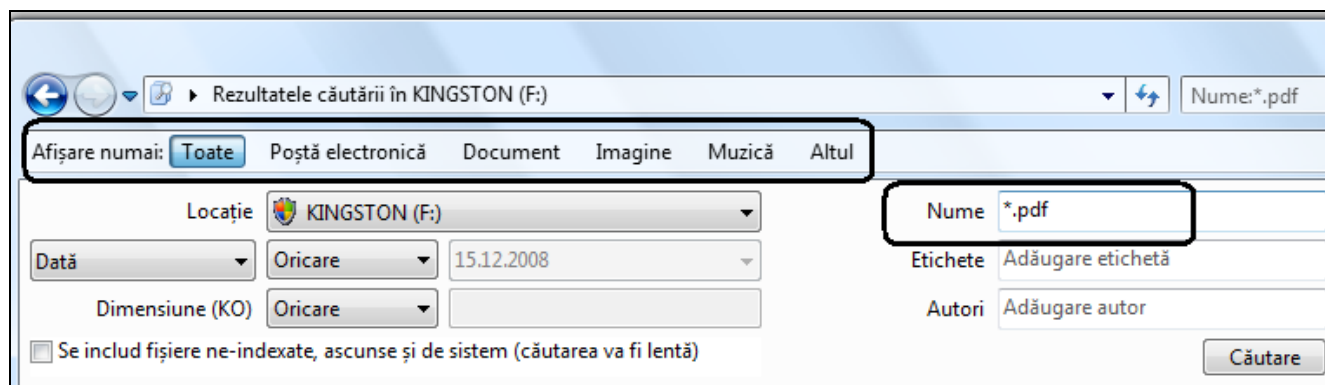 Rezultatele căutării în KINGSTON (F:) Nume:*.pdf
Afișare numai: Toate Poștă electronică Document Imagine Muzică Altul
Locație KINGSTON (F:) Nume *.pdf
Dată Oricare 15.12.2008 Etichete Adăugare etichetă
Dimensiune (KO) Oricare Autori Adăugare autor
Se includ fișiere ne-indexate, ascunse și de sistem (căutarea va fi lentă) Căutare